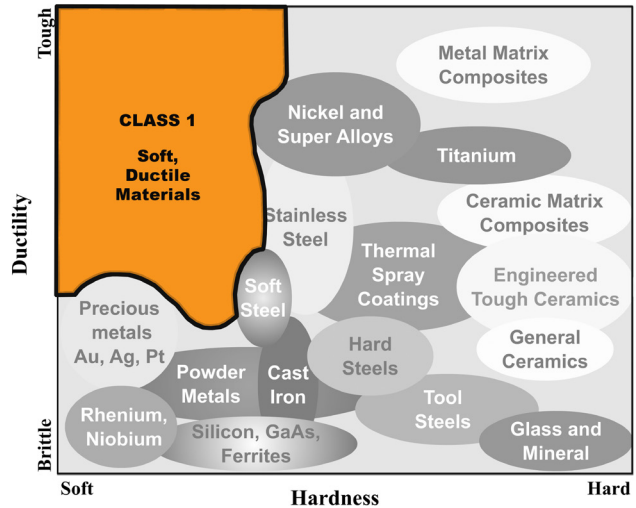 Tough
Metal Matrix
Composites
CLASS 1
Soft,
Ductile
Materials
Nickel and
Super Alloys
Titanium
Ductility
Stainless
Steel
Ceramic Matrix
Composites
Thermal
Spray
Coatings
Engineered
Tough Ceramics
Soft
Steel
Precious
metals
Au, Ag, Pt
Hard
Steels
General
Ceramics
Powder
Metals
Cast
Iron
Tool
Steels
Rhenium,
Niobium
Silicon, GaAs,
Ferrites
Glass and
Mineral
Brittle
Soft
Hardness
Hard